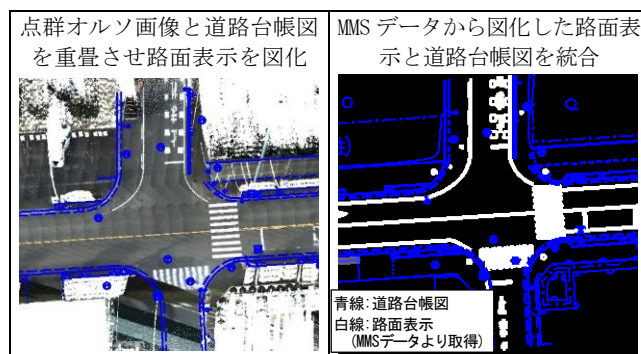 点群オルソ画像と道路台帳図
を重畳させ路面表示を図化
MMS データから図化した路面表
示と道路台帳図を統合
青線：道路台帳図
白線：路面表示
(MMSデータより取得)